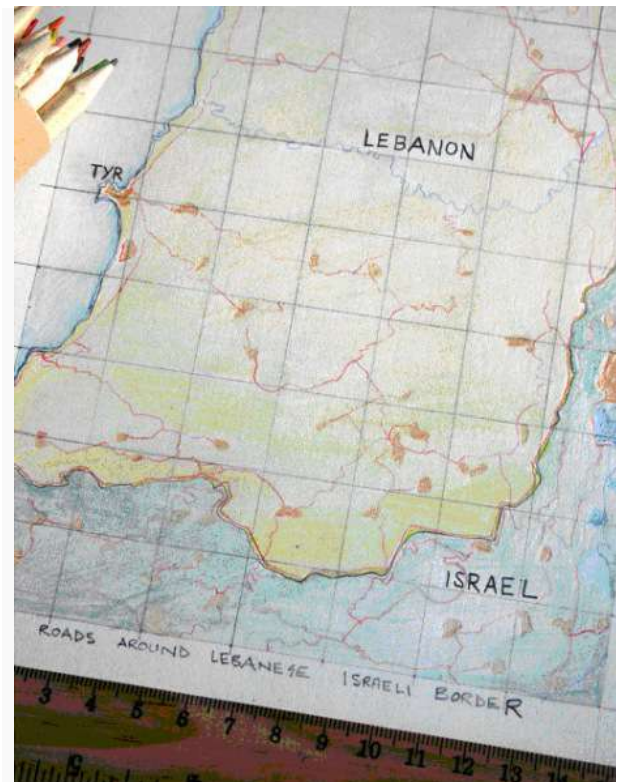 LEBANON
TYR
ISRAEL
ROADS AROUND LEBANESE ISRAELI BORDER
3 4 5 6 7 8 9 10 11 12 13